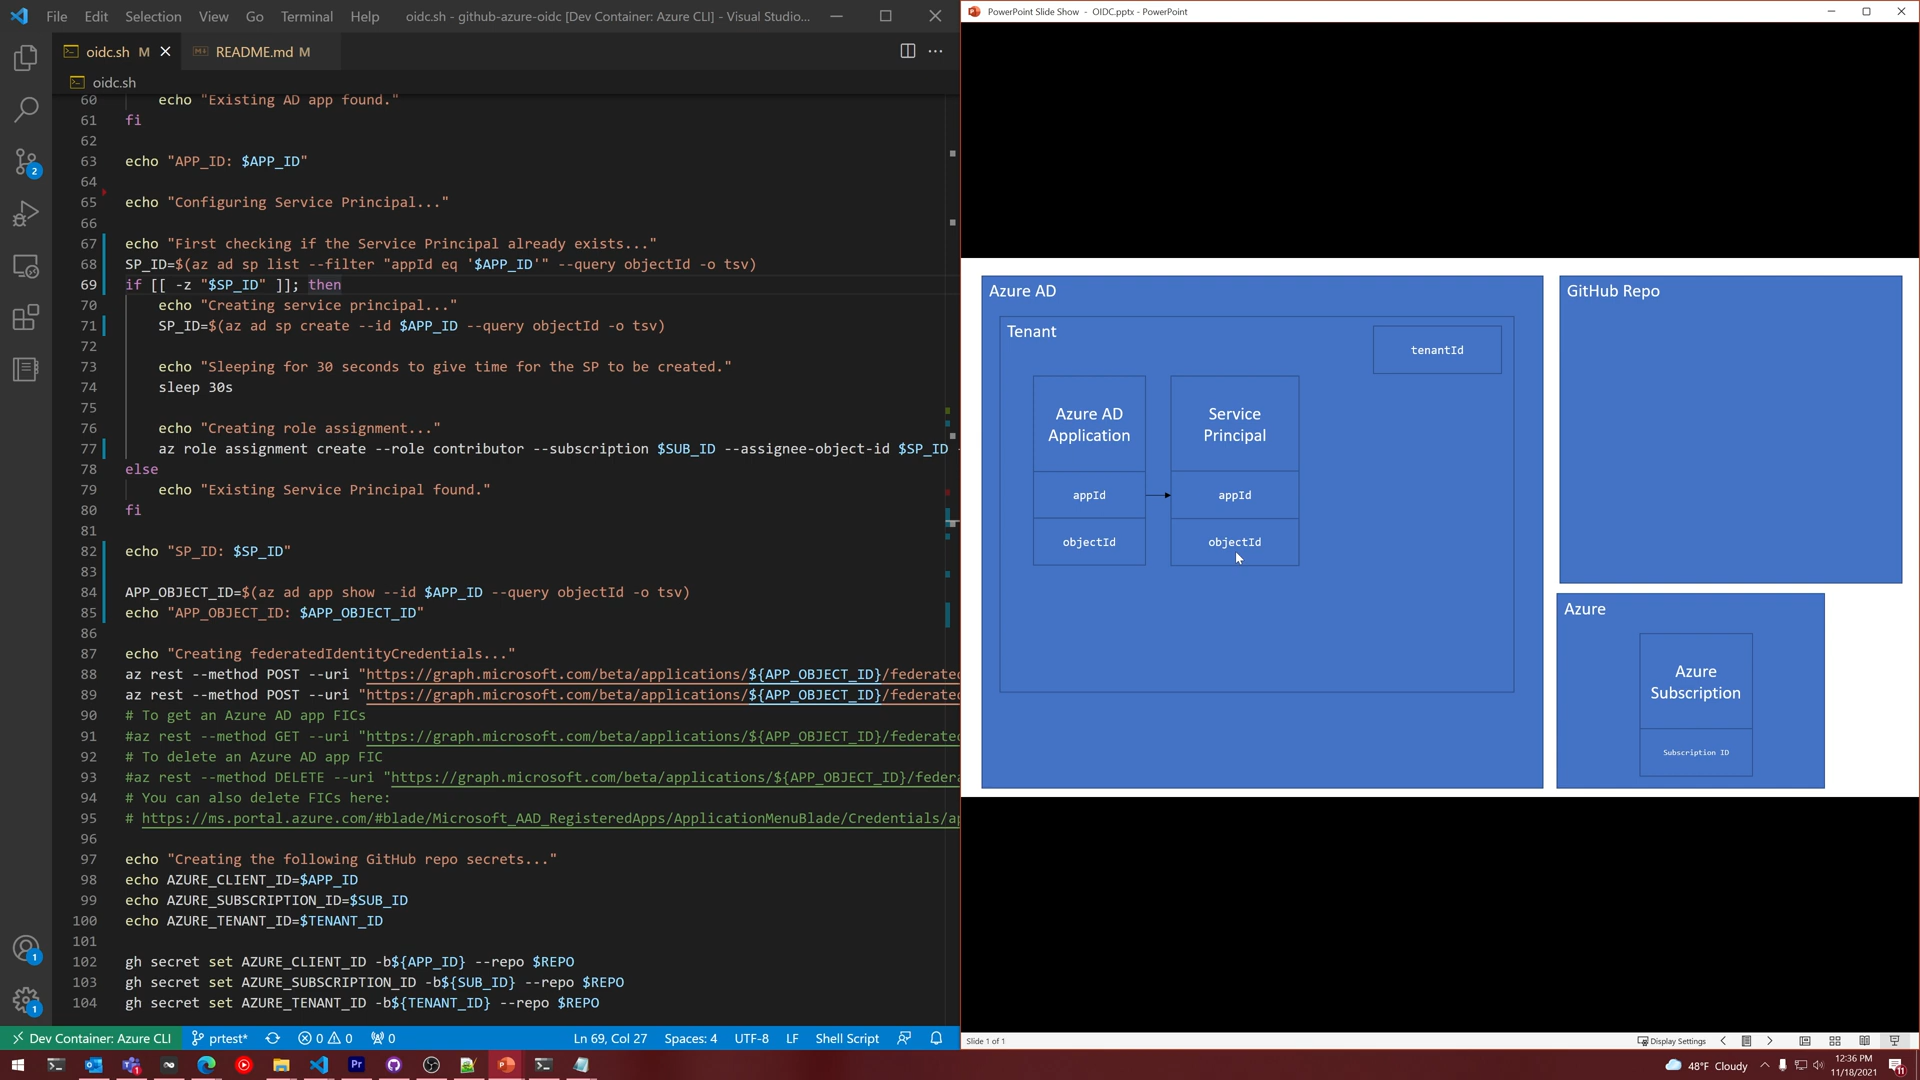 File Edit Selection View Go Terminal Help oidc.sh - github-azure-oidc [Dev Container: Azure CLI] - Visual Studio...
oidc.sh M
README.md M
oidc.sh
60 echo "Existing AD app found."
61 fi
62
63 echo "APP_ID: $APP_ID"
64
65 echo "Configuring Service Principal..."
66
67 echo "First checking if the Service Principal already exists..."
68 SP_ID=$(az ad sp list --filter "appId eq '$APP_ID'" --query objectId -o tsv)
69 if [[ -z "$SP_ID" ]]; then
70 echo "Creating service principal..."
71 SP_ID=$(az ad sp create --id $APP_ID --query objectId -o tsv)
72
73 echo "Sleeping for 30 seconds to give time for the SP to be created."
74 sleep 30s
75
76 echo "Creating role assignment..."
77 az role assignment create --role contributor --subscription $SUB_ID --assignee-object-id $SP_ID -
78 else
79 echo "Existing Service Principal found."
80 fi
81
82 echo "SP_ID: $SP_ID"
83
84 APP_OBJECT_ID=$(az ad app show --id $APP_ID --query objectId -o tsv)
85 echo "APP_OBJECT_ID: $APP_OBJECT_ID"
86
87 echo "Creating federatedIdentityCredentials..."
88 az rest --method POST --uri "https://graph.microsoft.com/beta/applications/${APP_OBJECT_ID}/federated
89 az rest --method POST --uri "https://graph.microsoft.com/beta/applications/${APP_OBJECT_ID}/federated
90 # To get an Azure AD app FICs
91 #az rest --method GET --uri "https://graph.microsoft.com/beta/applications/${APP_OBJECT_ID}/federated
92 # To delete an Azure AD app FIC
93 #az rest --method DELETE --uri "https://graph.microsoft.com/beta/applications/${APP_OBJECT_ID}/federa
94 # You can also delete FICs here:
95 # https://ms.portal.azure.com/#blade/Microsoft_AAD_RegisteredApps/ApplicationMenuBlade/Credentials/ap
96
97 echo "Creating the following GitHub repo secrets..."
98 echo AZURE_CLIENT_ID=$APP_ID
99 echo AZURE_SUBSCRIPTION_ID=$SUB_ID
100 echo AZURE_TENANT_ID=$TENANT_ID
101
102 gh secret set AZURE_CLIENT_ID -b${APP_ID} --repo $REPO
103 gh secret set AZURE_SUBSCRIPTION_ID -b${SUB_ID} --repo $REPO
104 gh secret set AZURE_TENANT_ID -b${TENANT_ID} --repo $REPO
2
1
1
Dev Container: Azure CLI prtest* 0 0 0 Ln 69, Col 27 Spaces: 4 UTF-8 LF Shell Script
PowerPoint Slide Show - OIDC.pptx - PowerPoint
Azure AD
Tenant
tenantId
Azure AD
Application
appId
objectId
Service
Principal
appId
objectId
GitHub Repo
Azure
Azure
Subscription
Subscription ID
Slide 1 of 1
Display Settings
Pr
48°F Cloudy
12:36 PM
11/18/2021
11